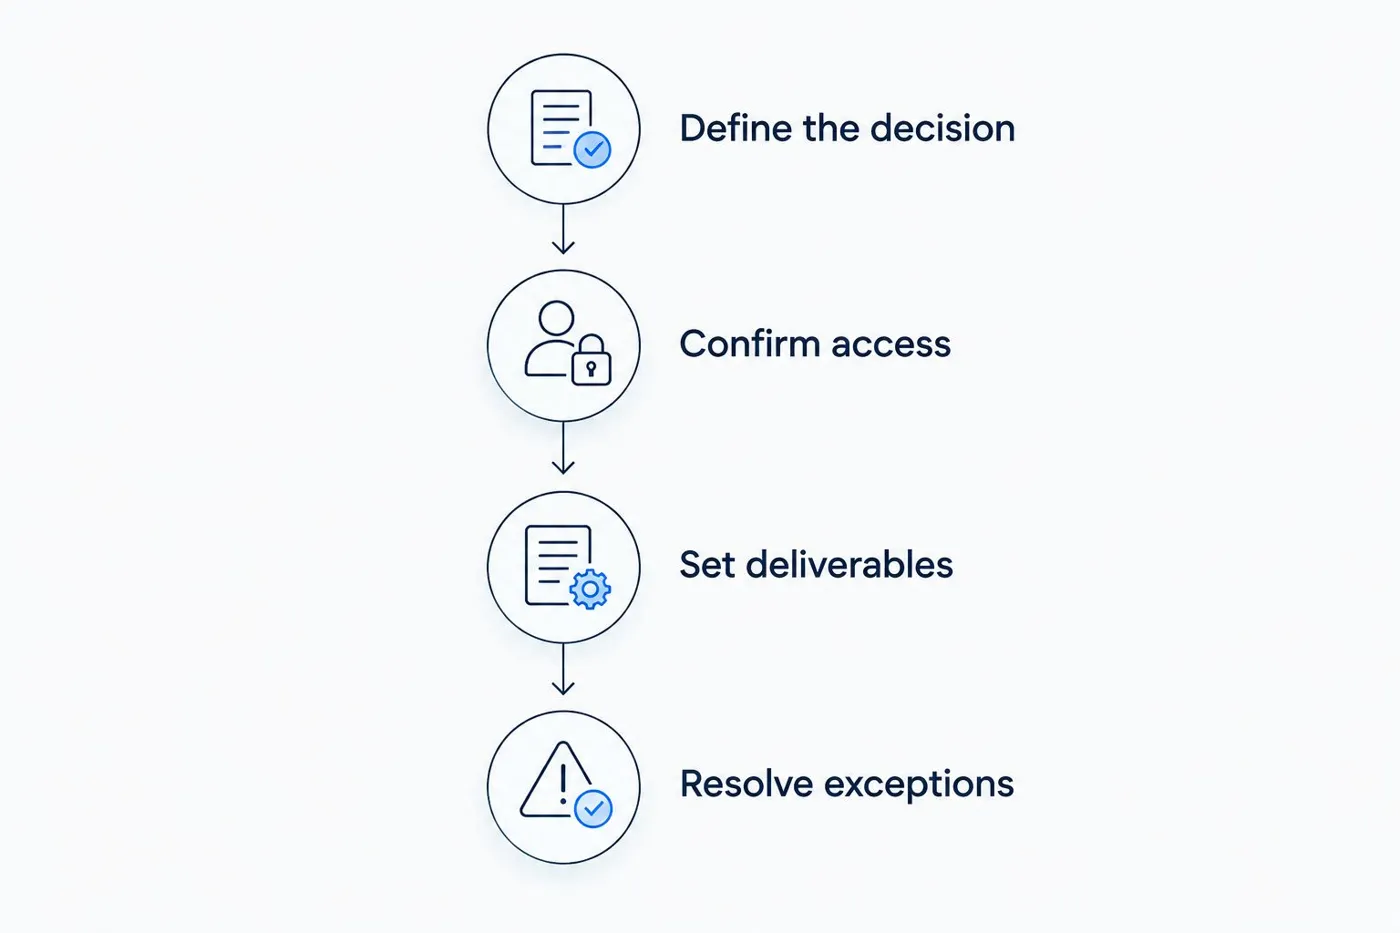 Define the decision
Confirm access
Set deliverables
Resolve exceptions